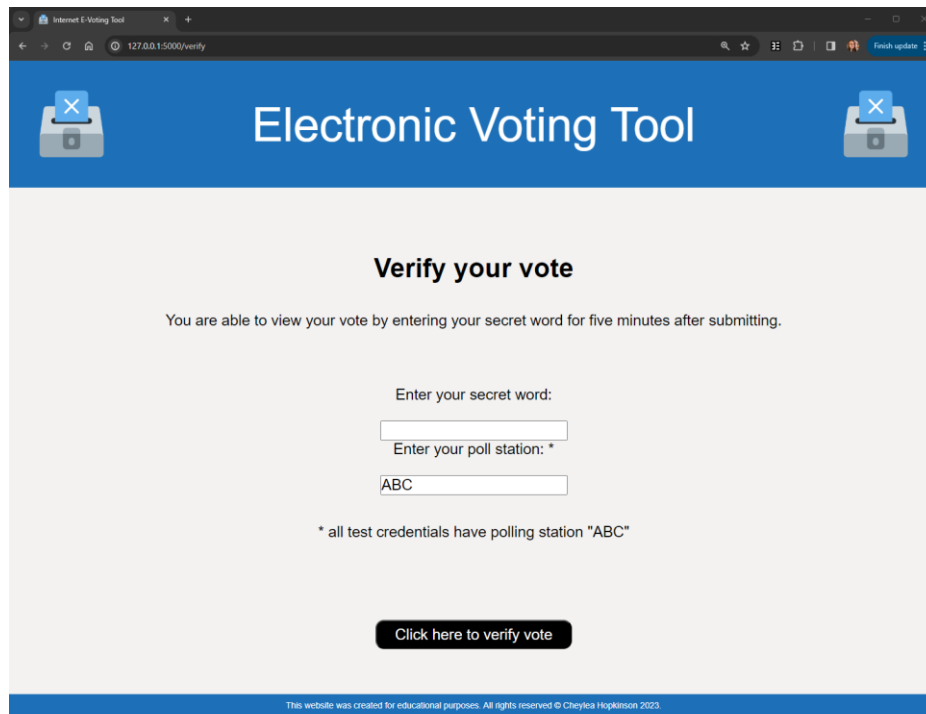 Internet E-Voting Tool
127.0.0.1:5000/verify
Finish update
Electronic Voting Tool
Verify your vote
You are able to view your vote by entering your secret word for five minutes after submitting.
Enter your secret word:
Enter your poll station: *
ABC
* all test credentials have polling station "ABC"
Click here to verify vote
This website was created for educational purposes. All rights reserved © Cheylea Hopkinson 2023.